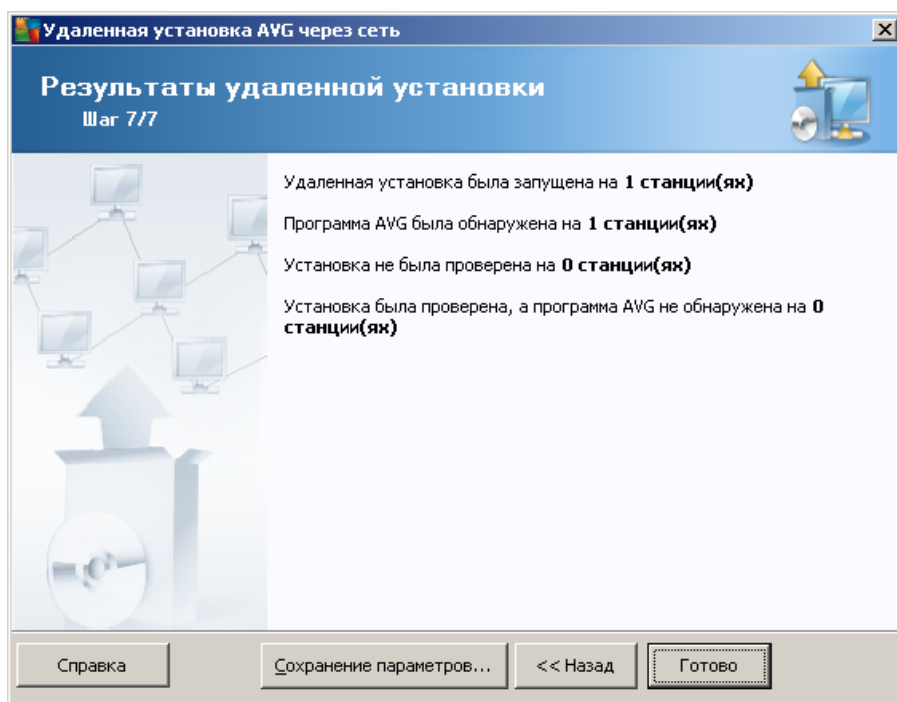 Удаленная установка AVG через сеть
Результаты удаленной установки
Шаг 7/7
Удаленная установка была запущена на 1 станции(ях)
Программа AVG была обнаружена на 1 станции(ях)
Установка не была проверена на 0 станции(ях)
Установка была проверена, а программа AVG не обнаружена на 0
станции(ях)
Справка
Сохранение параметров...
<< Назад
Готово